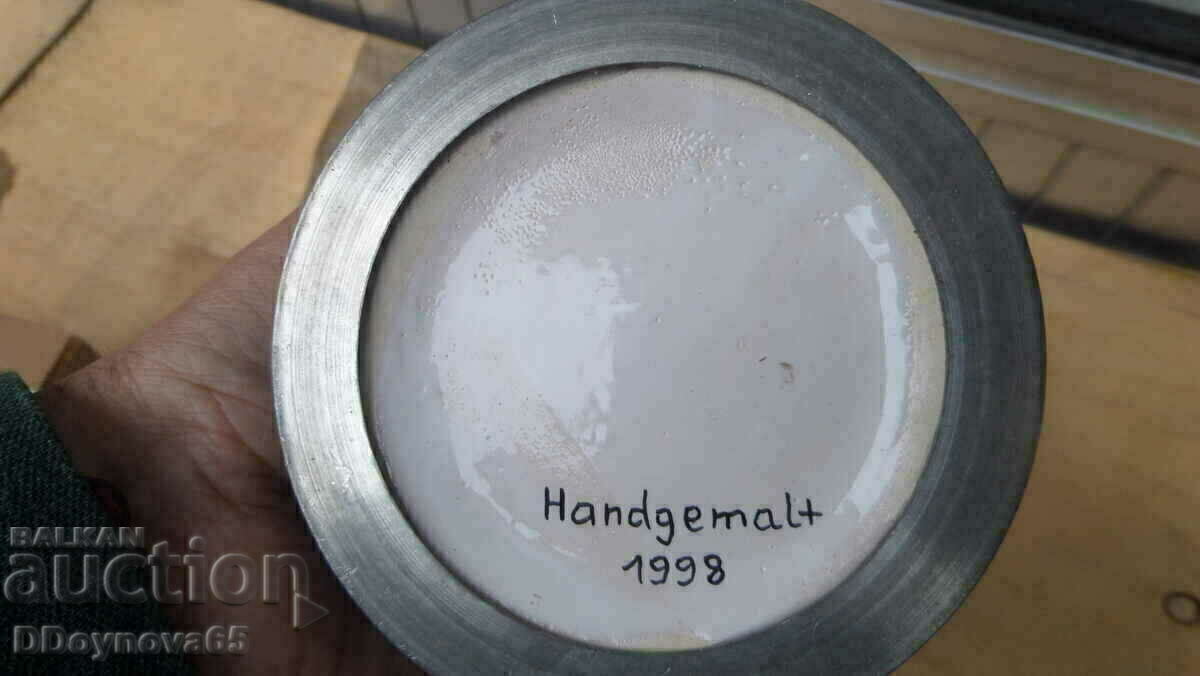 Handgemalt
1998
BALKAN
auction
DDoynova65